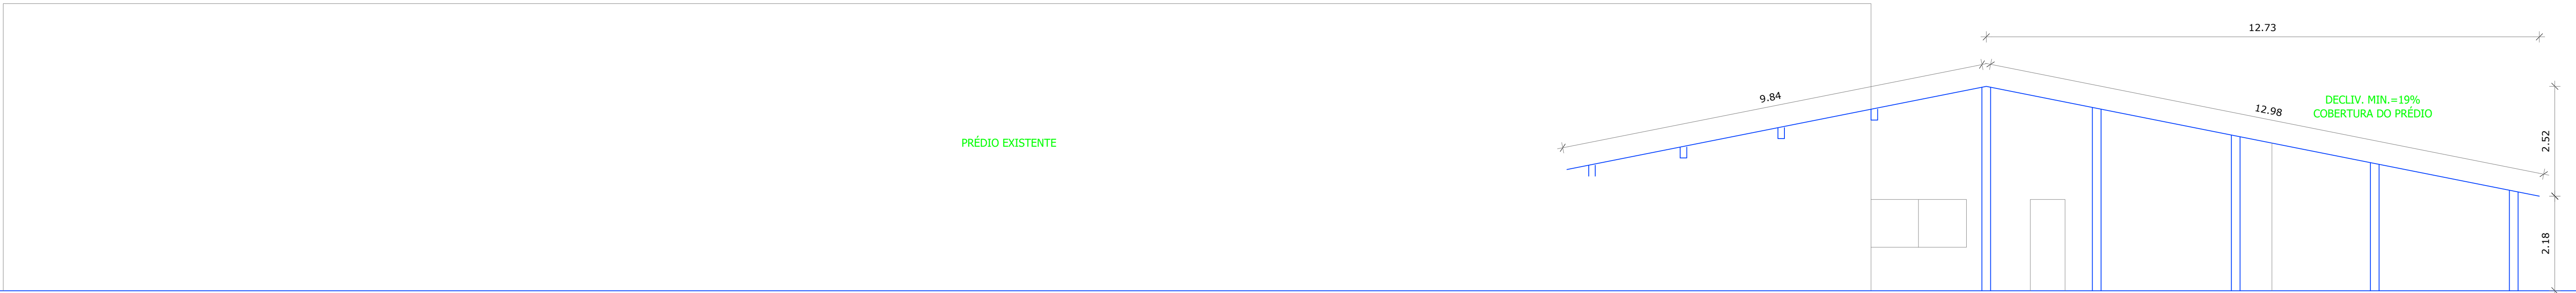 12.73
9.84
DECLIV. MIN.=19%
COBERTURA DO PRÉDIO
12.98
2.52
PRÉDIO EXISTENTE
2.18